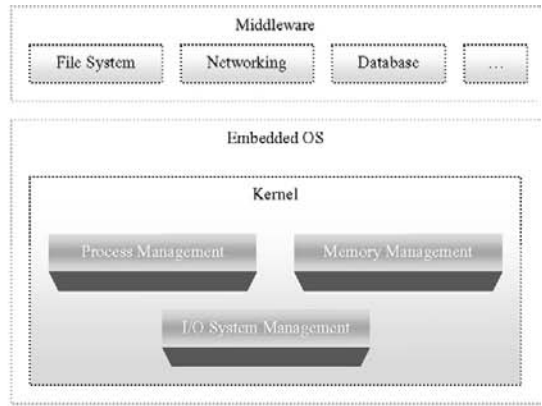 Middleware
File System
Networking
Database
...
Embedded OS
Kernel
Process Management
Memory Management
I/O System Management